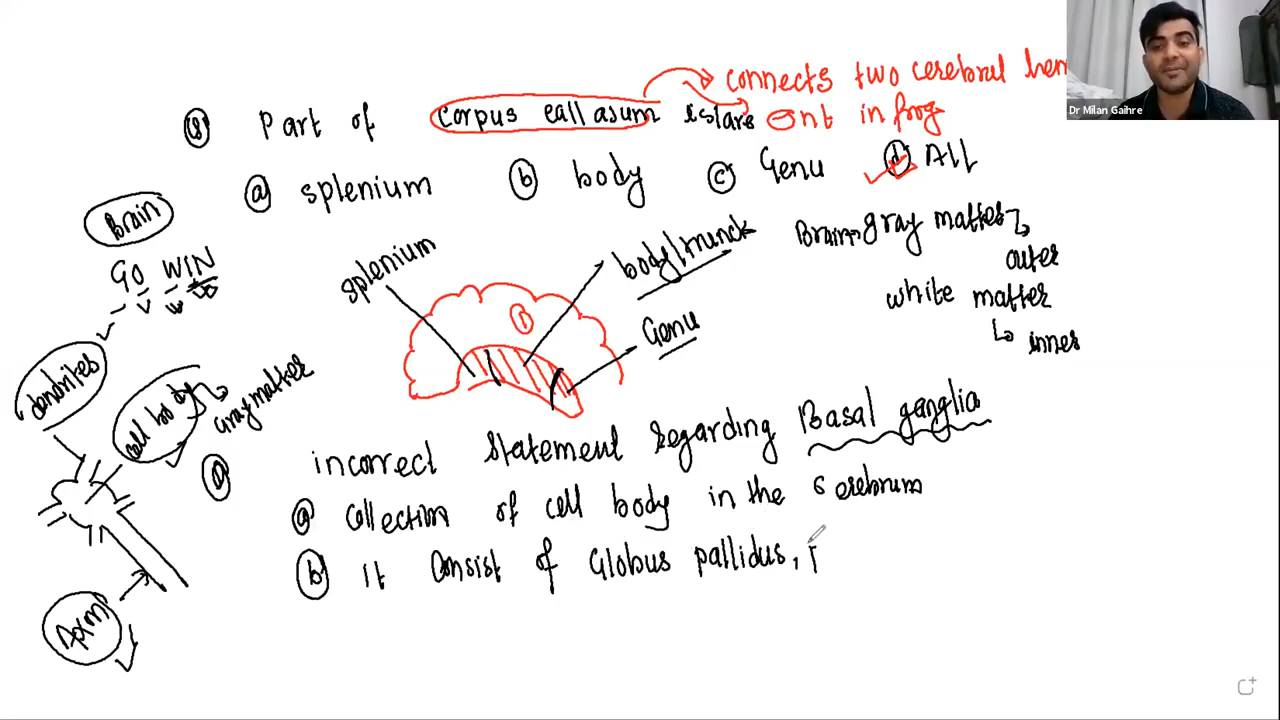 connects two cerebral hem
Q Part of corpus callasum is/are ⊖nt in frog
a splenium b body c Genu d All
Brain
GO WIN
splenium
body/trunck
Genu
Brain→gray matter
outer
white matter
inner
dendrites
cell body
Gray matter
Q incorrect statement regarding Basal ganglia
a collection of cell body in the cerebrum
b It consist of Globus pallidus, P
Axon
Dr Milan Gaihre